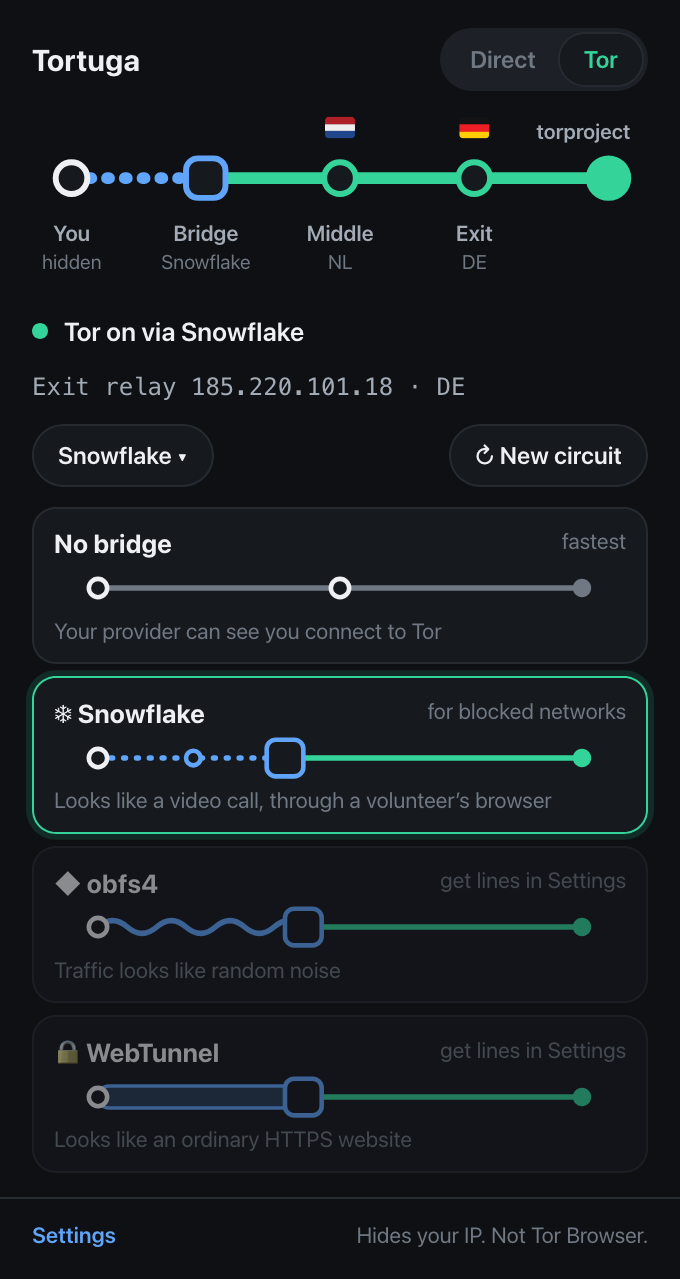 Tortuga
Direct Tor
torproject
You Bridge Middle Exit
hidden Snowflake NL DE
Tor on via Snowflake
Exit relay 185.220.101.18 · DE
Snowflake ▾ ↻ New circuit
No bridge fastest
Your provider can see you connect to Tor
❄ Snowflake for blocked networks
Looks like a video call, through a volunteer’s browser
◆ obfs4 get lines in Settings
Traffic looks like random noise
🔒 WebTunnel get lines in Settings
Looks like an ordinary HTTPS website
Settings Hides your IP. Not Tor Browser.